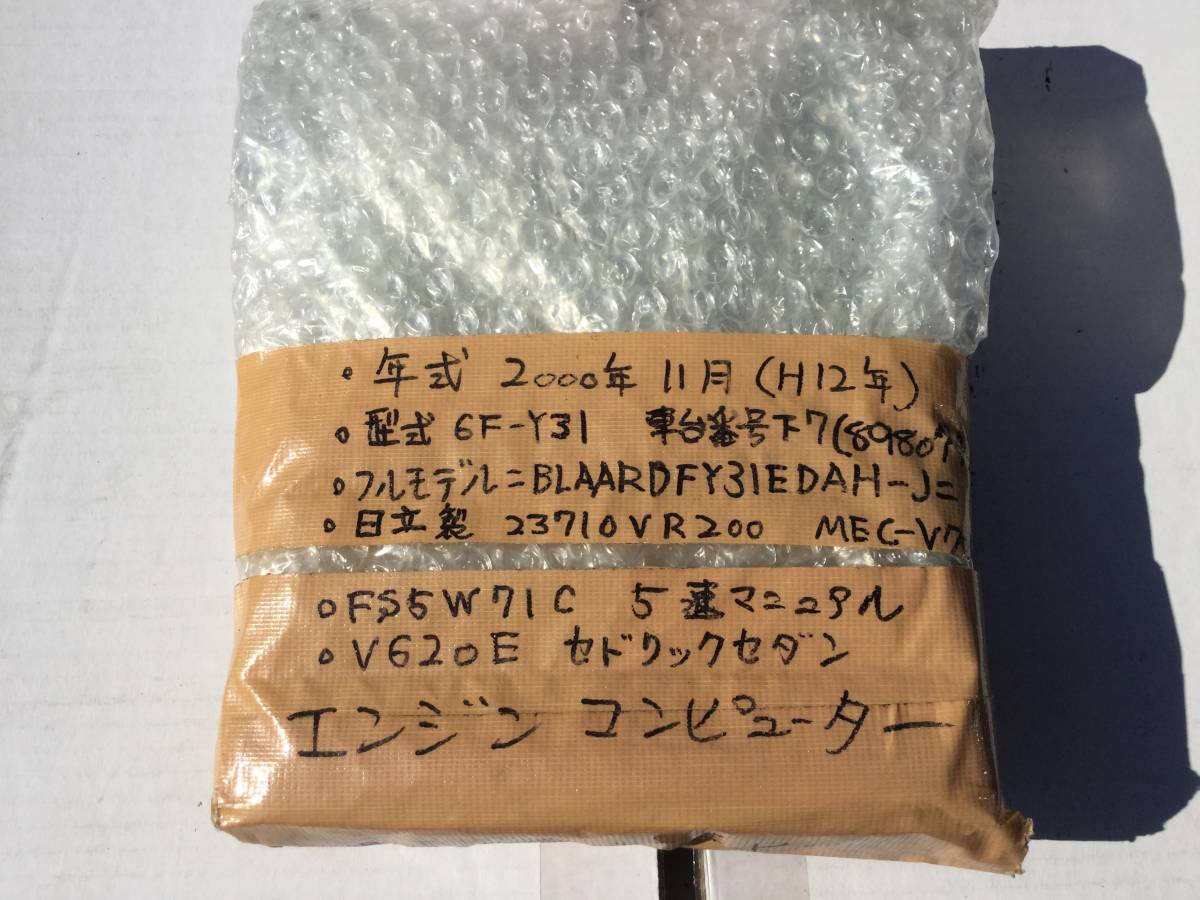 ・年式 2000年 11月(H12年)
・型式 GF-Y31 車台番号下7(8980
・フルモデル=BLAARDFY31EDAH-J=
・日立製 23710VR200 MEC-V7
・FS5W71C 5速マニュアル
・VG20E セドリックセダン
エンジン コンピューター